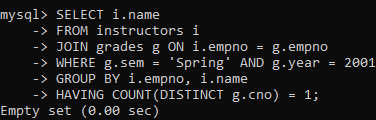 mysql> SELECT i.name
    -> FROM instructors i
    -> JOIN grades g ON i.empno = g.empno
    -> WHERE g.sem = 'Spring' AND g.year = 2001
    -> GROUP BY i.empno, i.name
    -> HAVING COUNT(DISTINCT g.cno) = 1;
Empty set (0.00 sec)